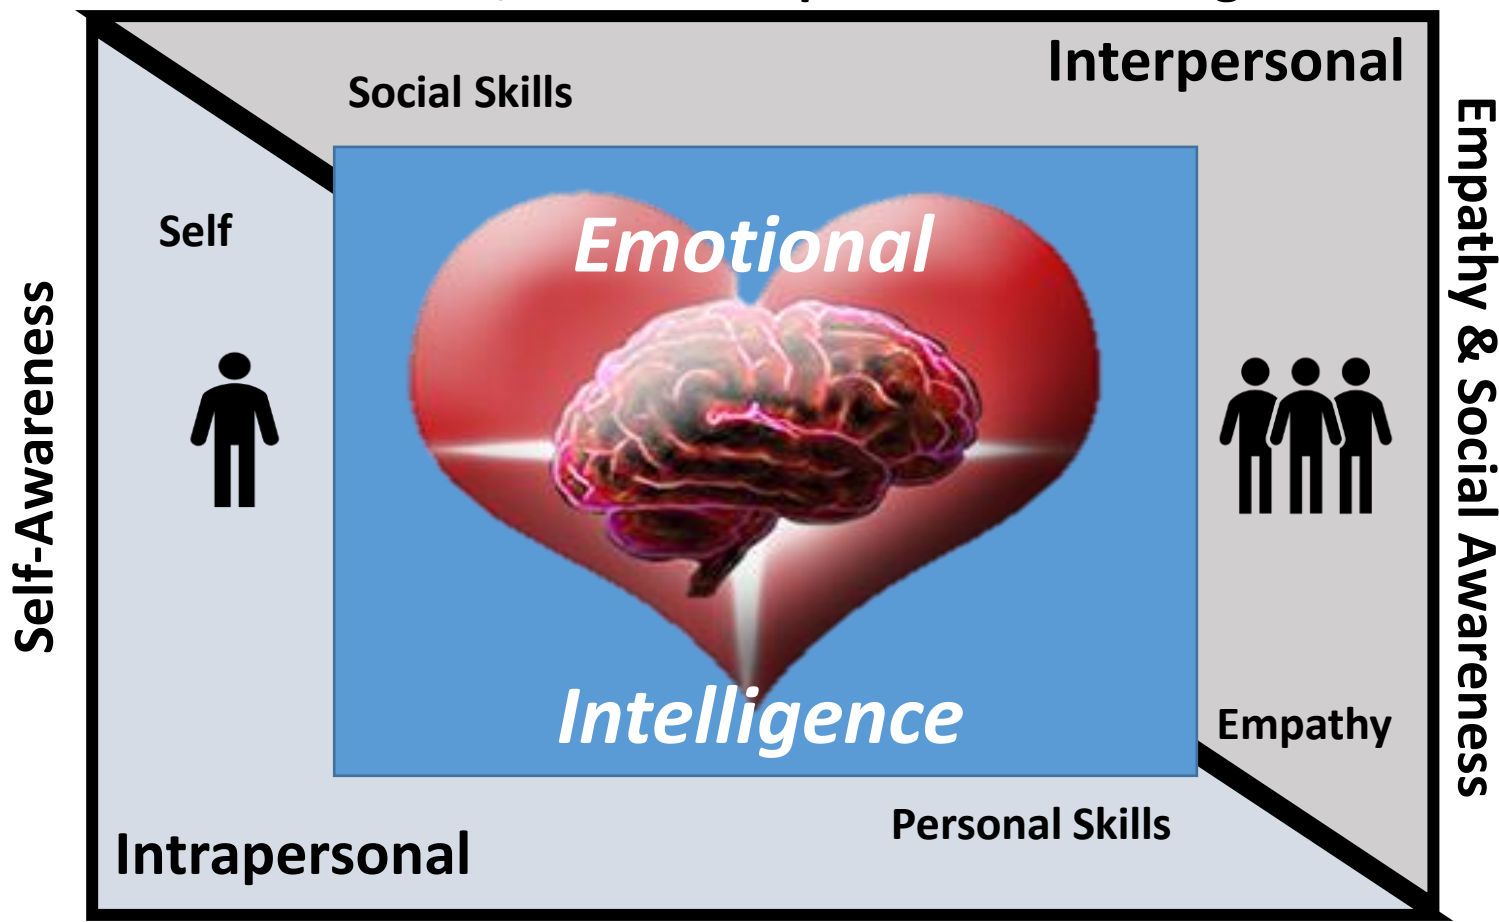 Interpersonal
Social Skills
Self
Emotional
Intelligence
Empathy
Personal Skills
Intrapersonal
Self-Awareness
Empathy & Social Awareness